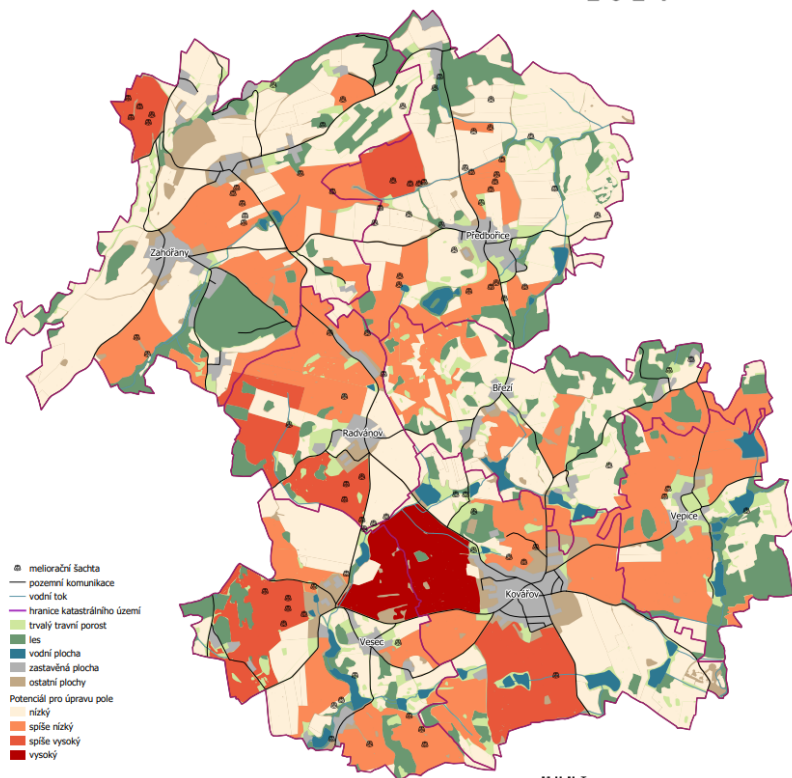 Předbořice
Zahořany
Březí
Radvánov
Vepice
Kovářov
Vesec
meliorační šachta
pozemní komunikace
vodní tok
hranice katastrálního území
trvalý travní porost
les
vodní plocha
zastavěná plocha
ostatní plochy
Potenciál pro úpravu pole
nízký
spíše nízký
spíše vysoký
vysoký